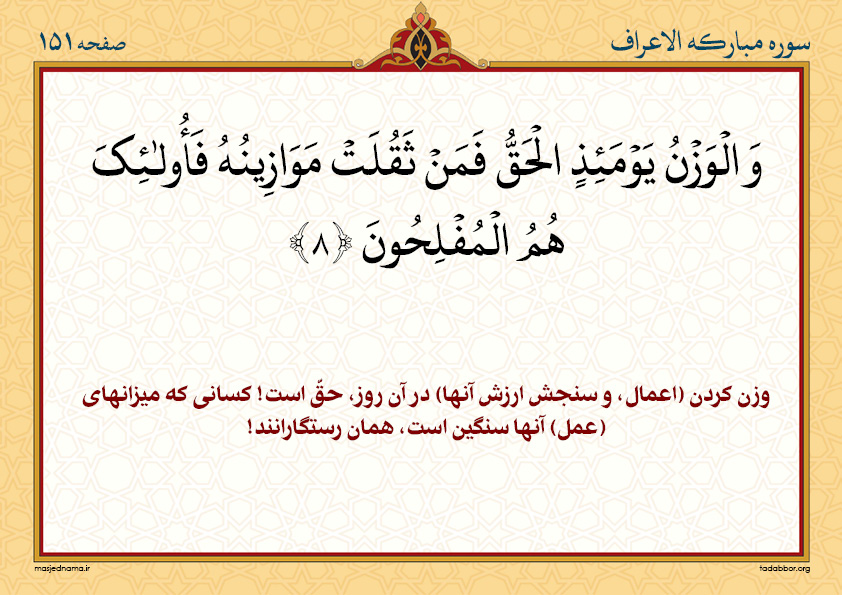 سوره مبارکه الاعراف
صفحه ۱۵۱
وَ الْوَزْنُ يَوْمَئِذٍ الْحَقُّ فَمَنْ ثَقُلَتْ مَوَازِينُهُ فَأُولٰئِکَ
هُمُ الْمُفْلِحُونَ ﴿۸﴾
وزن کردن (اعمال، و سنجش ارزش آنها) در آن روز، حقّ است! کسانی که میزانهای
(عمل) آنها سنگین است، همان رستگارانند!
masjednama.ir
tadabbor.org